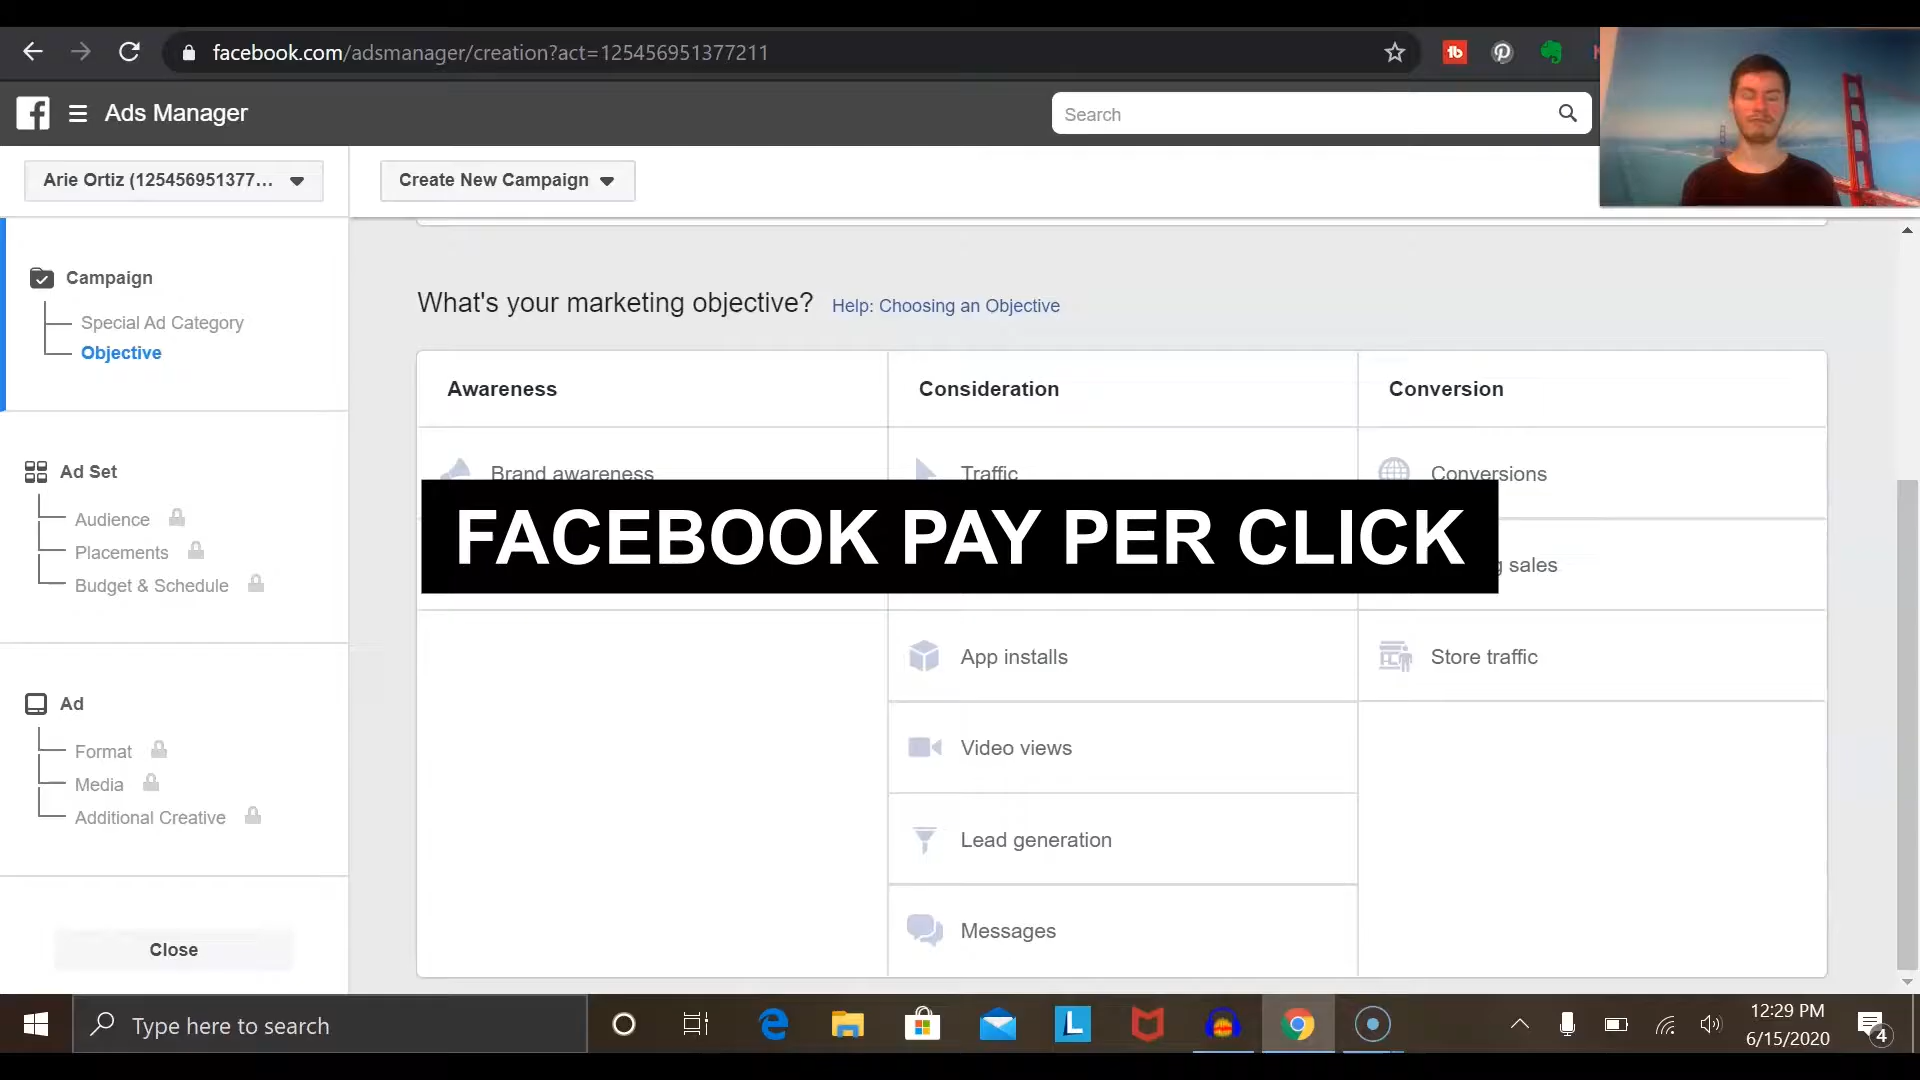 facebook.com/adsmanager/creation?act=125456951377211
Ads Manager
Search
Arie Ortiz (125456951377...
Create New Campaign
Campaign
Special Ad Category
Objective
Ad Set
Audience
Placements
Budget & Schedule
Ad
Format
Media
Additional Creative
Close
What's your marketing objective? Help: Choosing an Objective
Awareness
Consideration
Conversion
Brand awareness
Traffic
Conversions
FACEBOOK PAY PER CLICK
sales
App installs
Store traffic
Video views
Lead generation
Messages
Type here to search
12:29 PM
6/15/2020
4